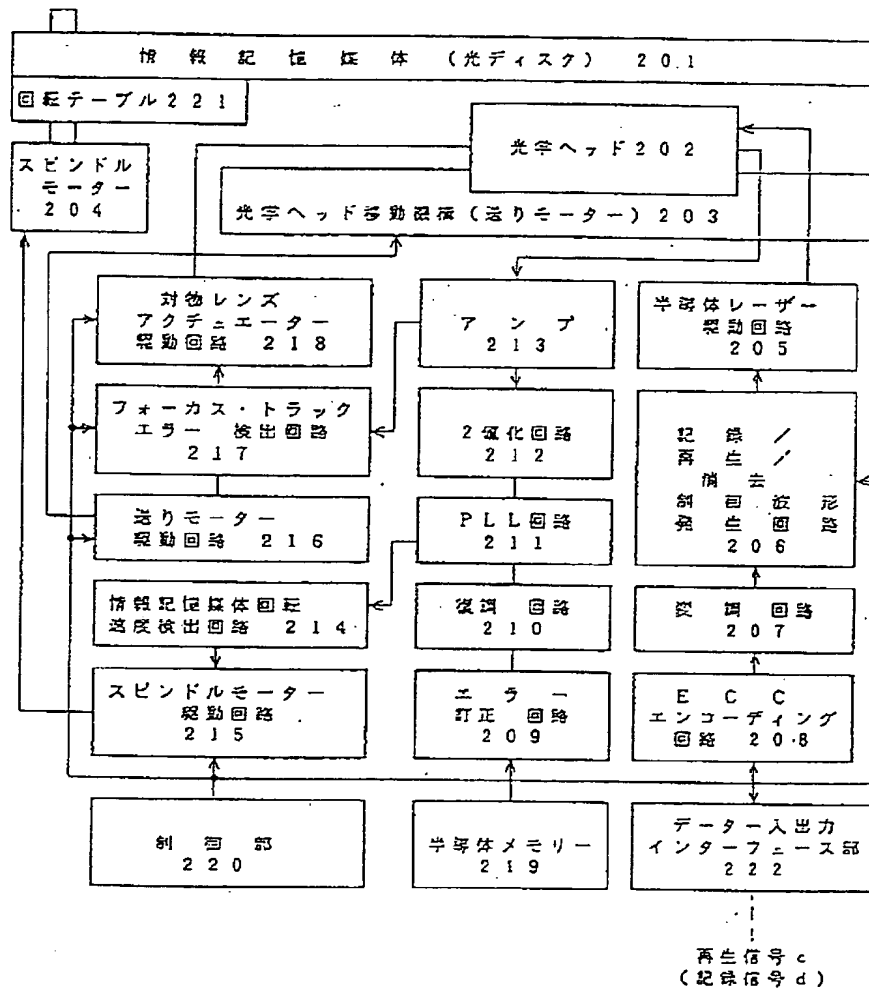 情報記憶媒体(光ディスク) 201
回転テーブル221
光学ヘッド202
スピンドル
モーター
204
光学ヘッド移動機構(送りモーター)203
対物レンズ
アクチュエーター
駆動回路 218
アンプ
213
半導体レーザー
駆動回路
205
フォーカス・トラック
エラー 検出回路
217
2値化回路
212
記録/
再生/
消去
制御波形
発生回路
206
送りモーター
駆動回路 216
PLL回路
211
情報記憶媒体回転
速度検出回路 214
復調 回路
210
変調 回路
207
スピンドルモーター
駆動回路
215
エラー
訂正 回路
209
ECC
エンコーディング
回路 208
制御部
220
半導体メモリー
219
データー入出力
インターフェース部
222
再生信号c
(記録信号d)